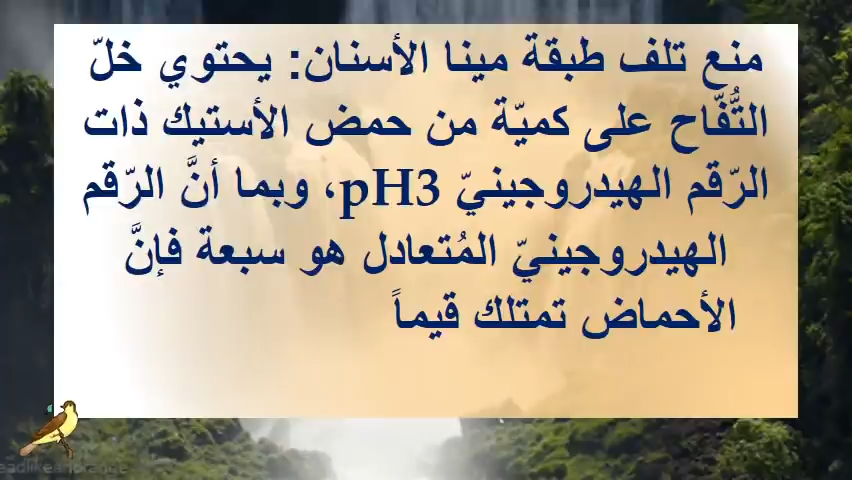 منع تلف طبقة مينا الأسنان: يحتوي خلّ
التُّفّاح على كميّة من حمض الأستيك ذات
الرّقم الهيدروجينيّ pH3، وبما أنَّ الرّقم
الهيدروجينيّ المُتعادل هو سبعة فإنَّ
الأحماض تمتلك قيماً